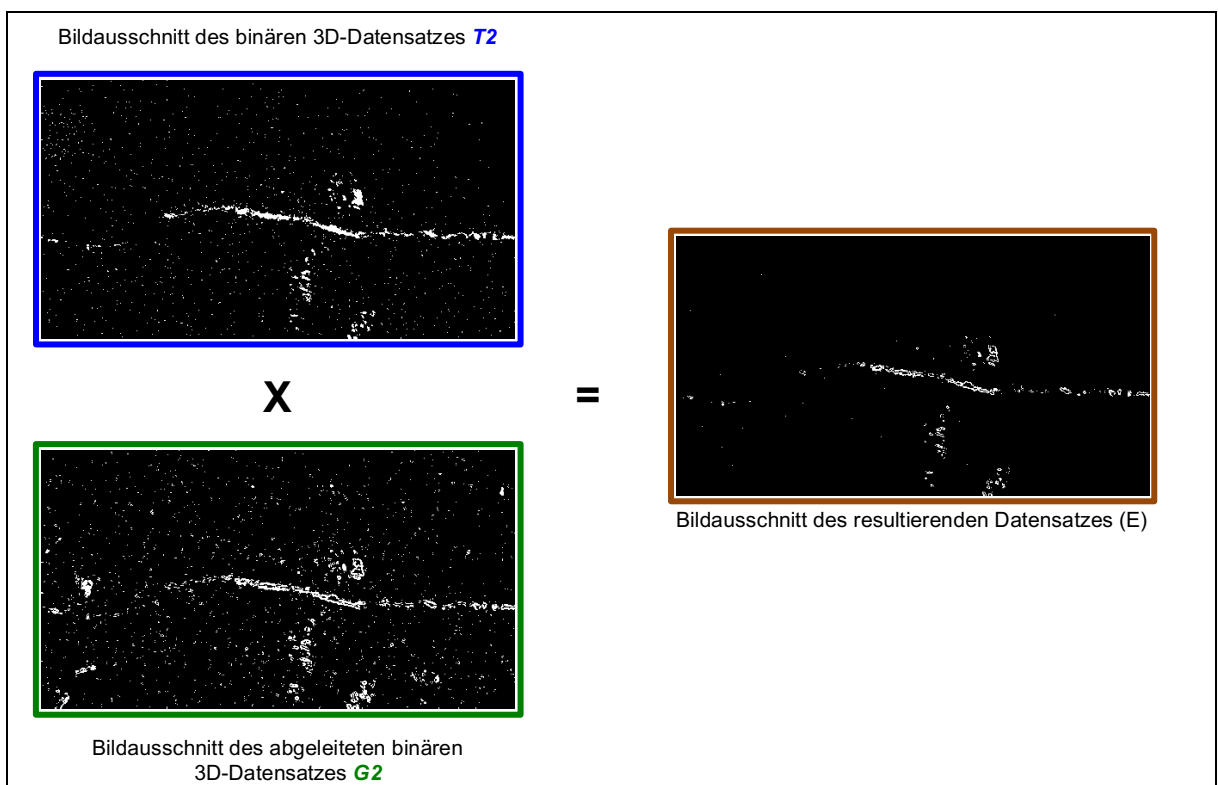 Bildausschnitt des binären 3D-Datensatzes T2
X
=
Bildausschnitt des resultierenden Datensatzes (E)
Bildausschnitt des abgeleiteten binären
3D-Datensatzes G2